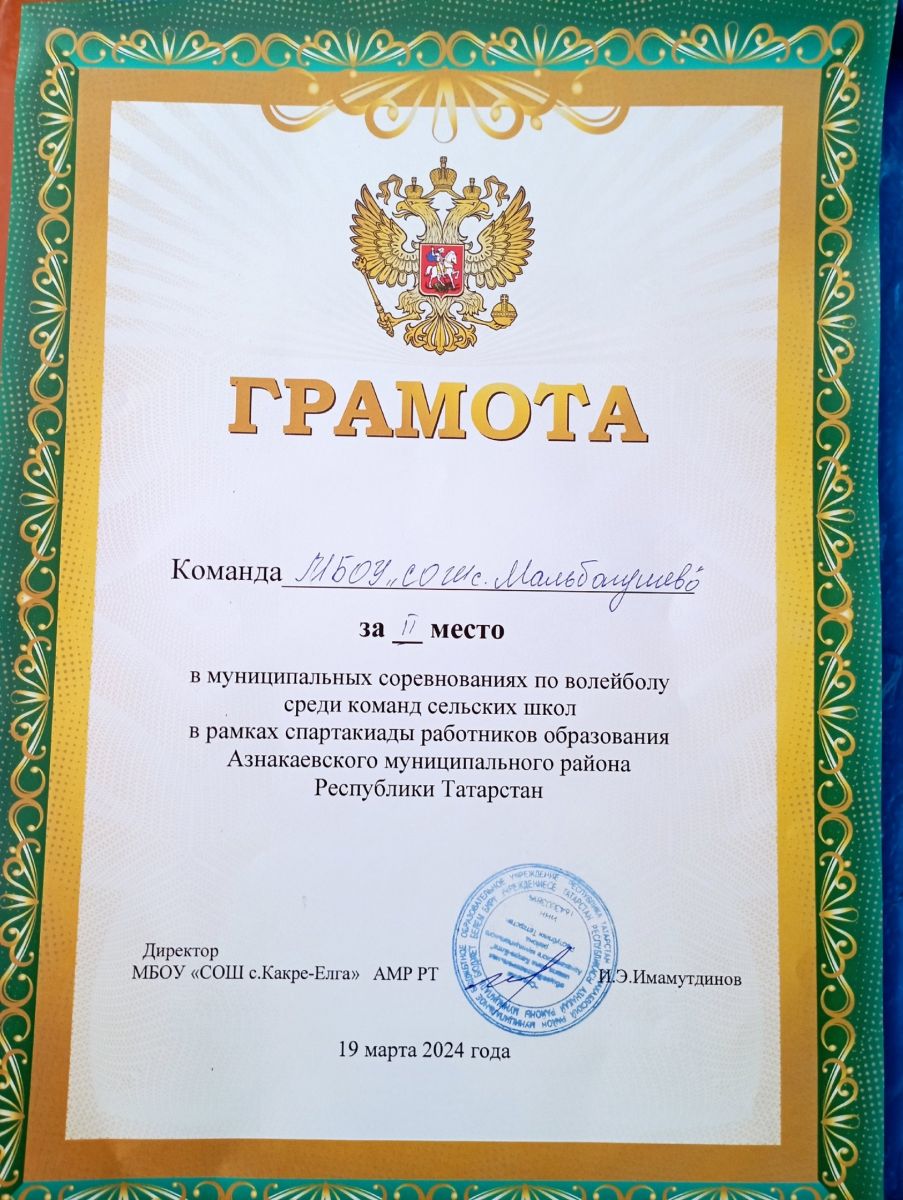 ГРАМОТА
Команда МБОУ „СОШ с. Мальбагушево"
за II место
в муниципальных соревнованиях по волейболу
среди команд сельских школ
в рамках спартакиады работников образования
Азнакаевского муниципального района
Республики Татарстан
Директор
МБОУ «СОШ с.Какре-Елга» АМР РТ И.Э.Имамутдинов
19 марта 2024 года